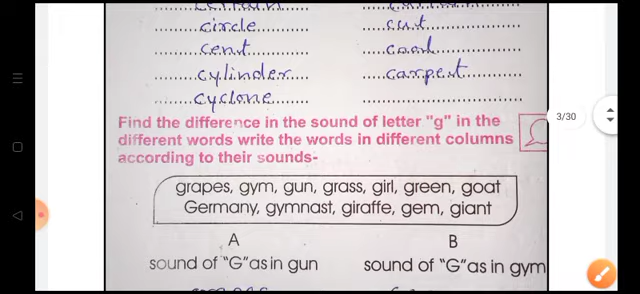 circle cut
cent cool
cylinder carpet
cyclone
Find the difference in the sound of letter "g" in the
different words write the words in different columns
according to their sounds-
grapes, gym, gun, grass, girl, green, goat
Germany, gymnast, giraffe, gem, giant
A B
sound of "G"as in gun sound of "G"as in gym
3/30